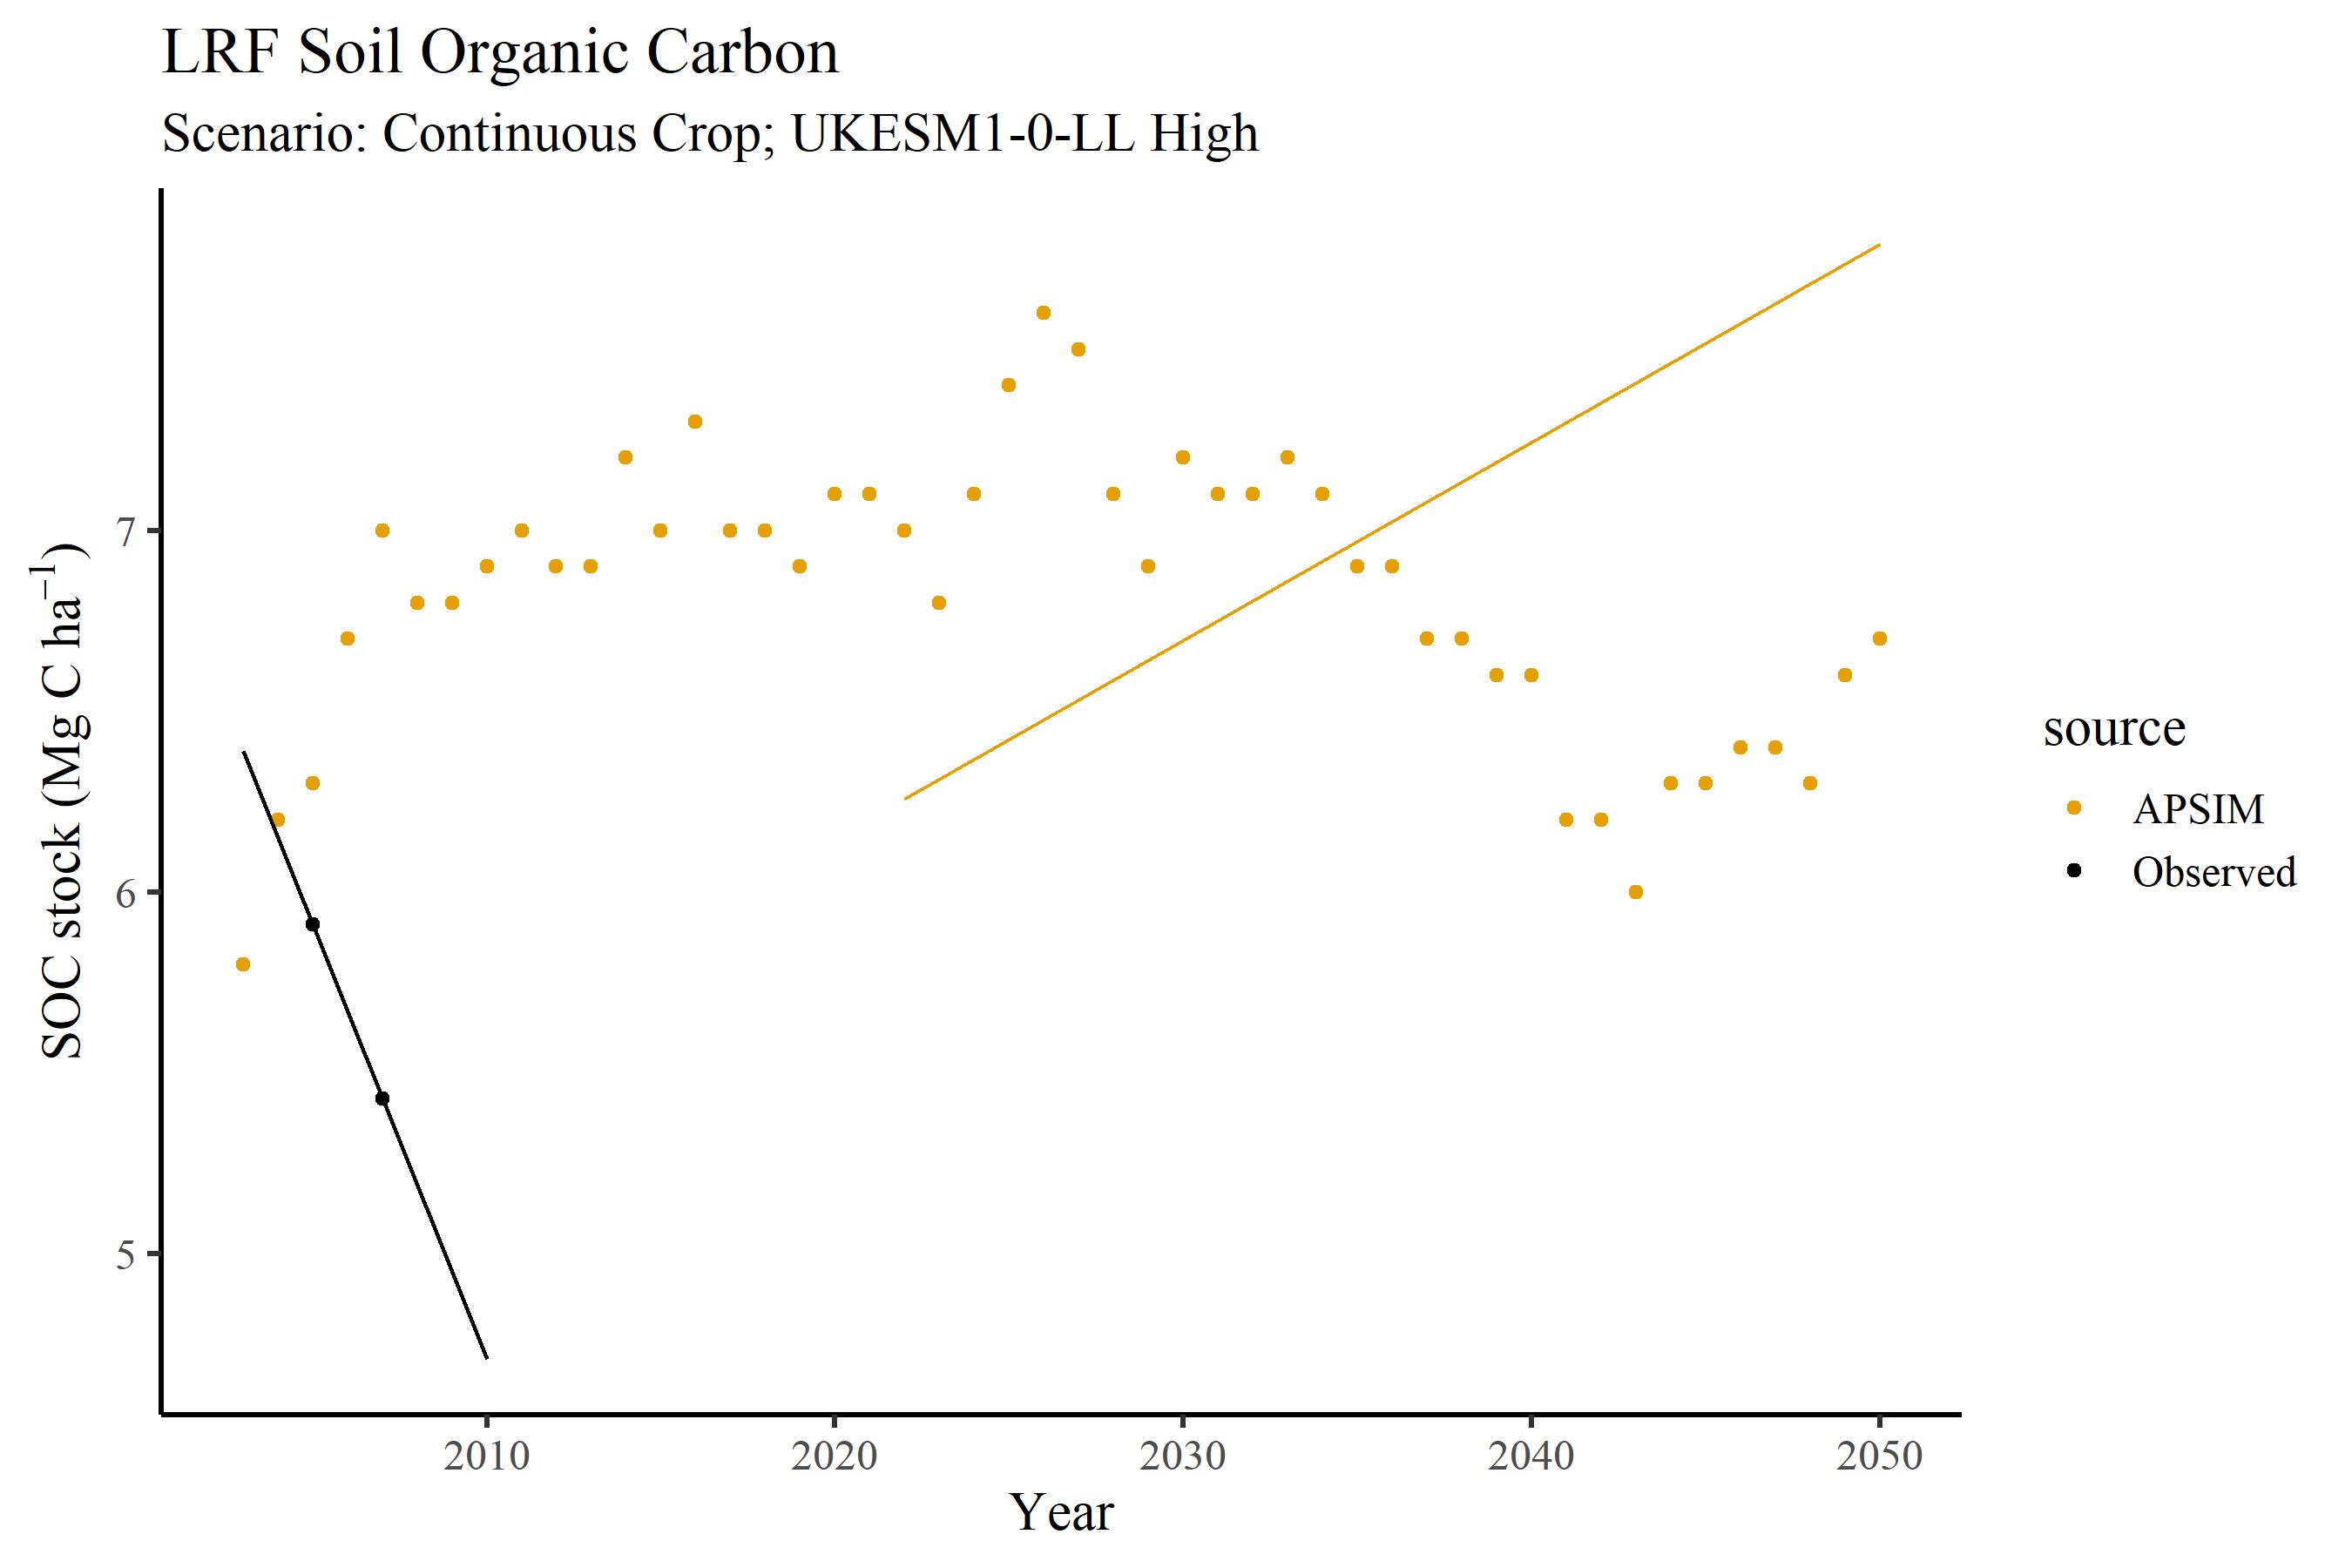 LRF Soil Organic Carbon
Scenario: Continuous Crop; UKESM1-0-LL High
SOC stock (Mg C ha⁻¹)
7
6
5
2010 2020 2030 2040 2050
Year
source
APSIM
Observed